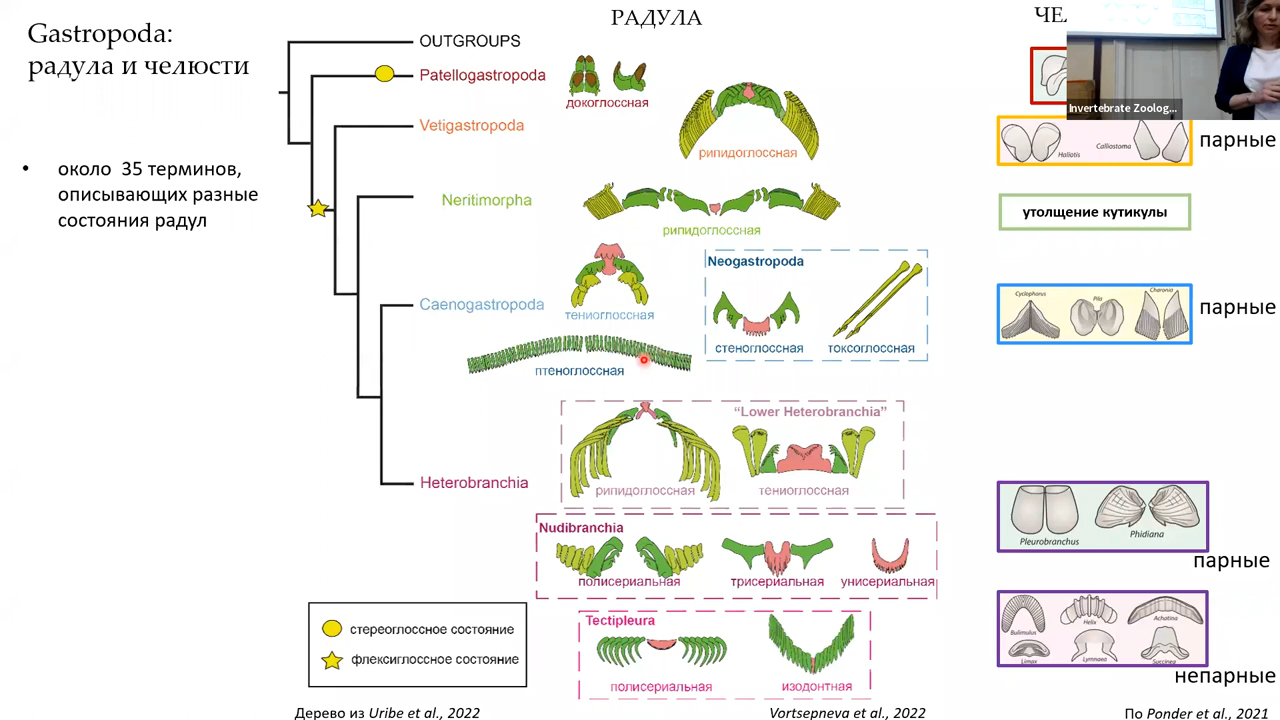 Gastropoda:
радула и челюсти
• около 35 терминов,
описывающих разные
состояния радул
РАДУЛА
OUTGROUPS
Patellogastropoda
Vetigastropoda
Neritimorpha
Caenogastropoda
Heterobranchia
докоглоссная
рипидоглоссная
рипидоглоссная
тениоглоссная
Neogastropoda
стеноглоссная
токсоглоссная
птеноглоссная
“Lower Heterobranchia”
рипидоглоссная
тениоглоссная
Nudibranchia
полисериальная
трисериальная
унисериальная
Tectipleura
полисериальная
изодонтная
стереоглоссное состояние
флексиглоссное состояние
Дерево из Uribe et al., 2022
Vortsepneva et al., 2022
ЧЕ
Invertebrate Zoolog...
Haliotis
Calliostoma
парные
утолщение кутикулы
Cyclophorus
Pila
Charonia
парные
Pleurobranchus
Phidiana
парные
Bulimulus
Helix
Achatina
Limax
Lymnaea
Succinea
непарные
По Ponder et al., 2021